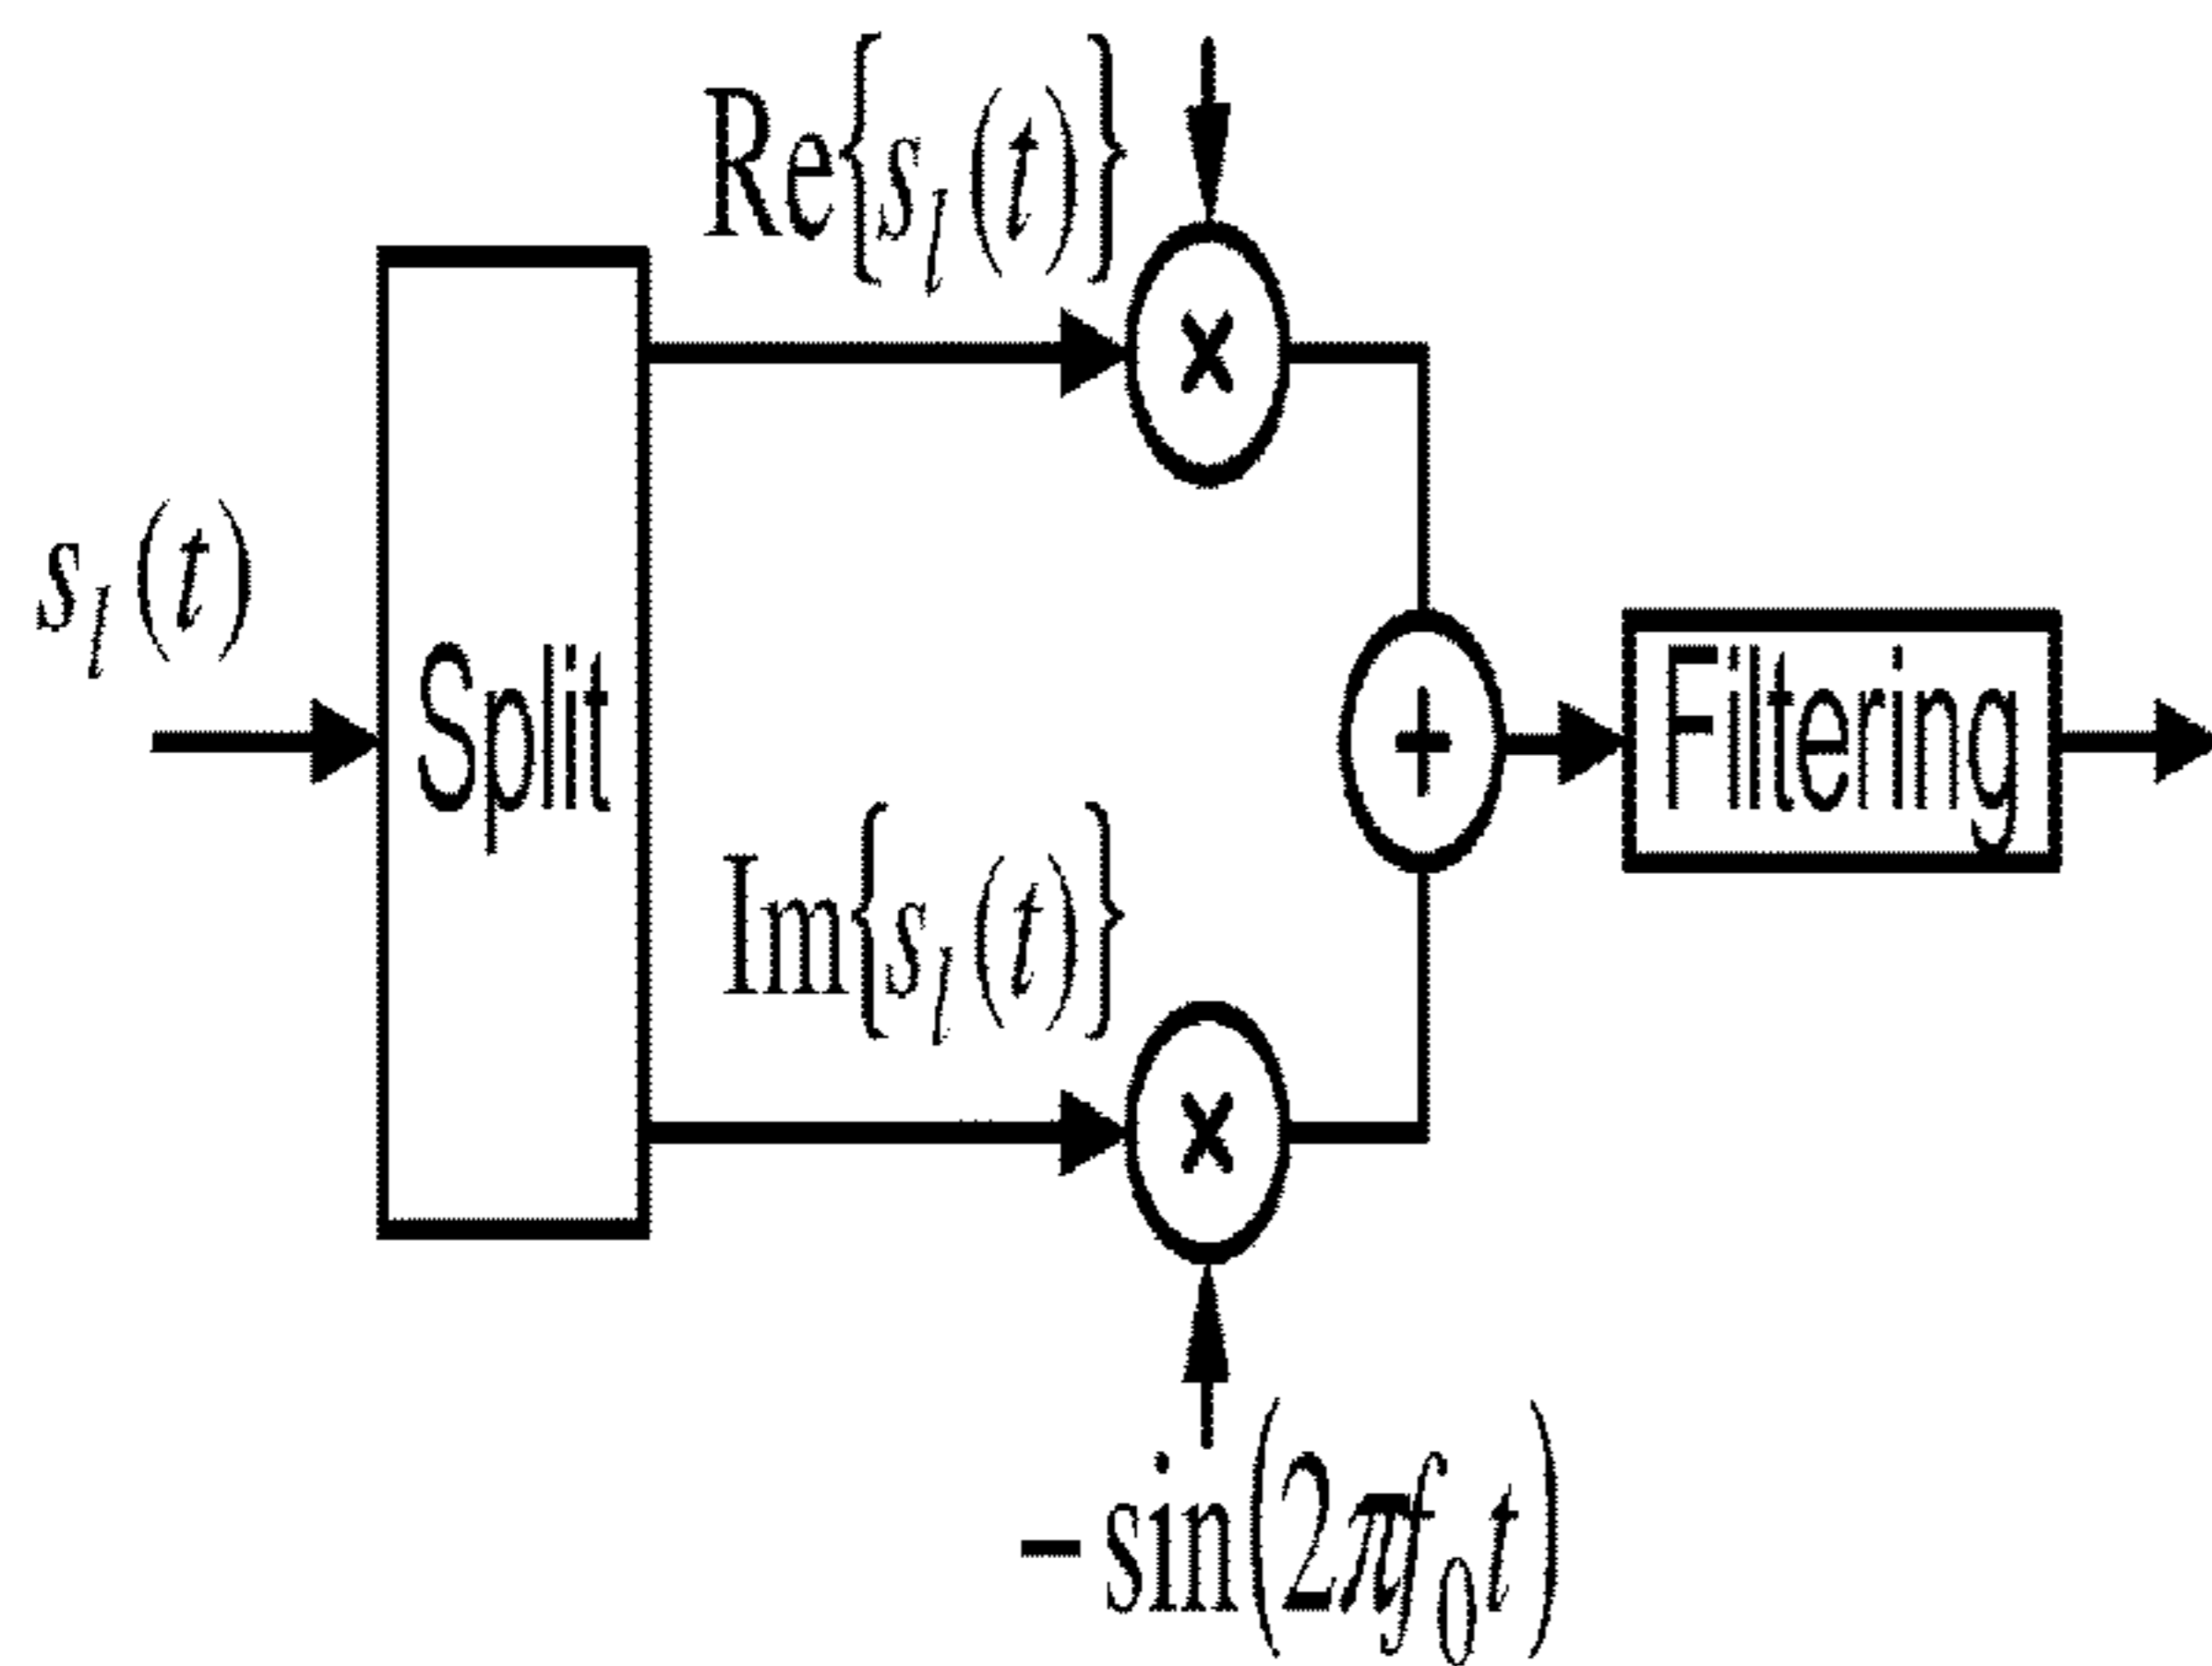 Re{s_l(t)}
×
s_l(t)
Split
+
Filtering
Im{s_l(t)}
×
−sin(2πf_0t)